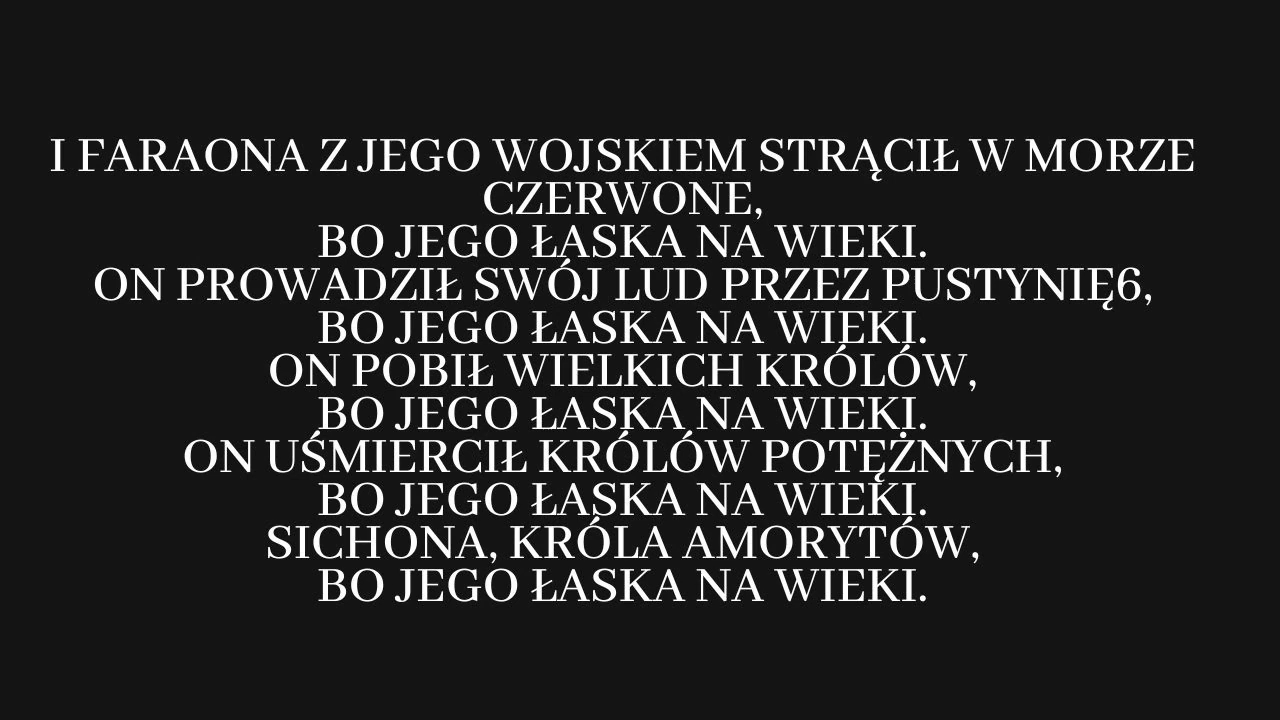 I FARAONA Z JEGO WOJSKIEM STRĄCIŁ W MORZE
CZERWONE,
BO JEGO ŁASKA NA WIEKI.
ON PROWADZIŁ SWÓJ LUD PRZEZ PUSTYNIĘ6,
BO JEGO ŁASKA NA WIEKI.
ON POBIŁ WIELKICH KRÓLÓW,
BO JEGO ŁASKA NA WIEKI.
ON UŚMIERCIŁ KRÓLÓW POTĘŻNYCH,
BO JEGO ŁASKA NA WIEKI.
SICHONA, KRÓLA AMORYTÓW,
BO JEGO ŁASKA NA WIEKI.